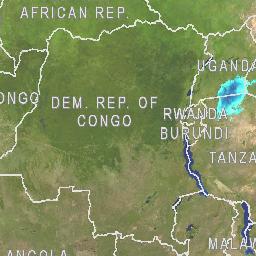 AFRICAN REP.
UGANDA
ONGO
DEM. REP. OF
CONGO
RWANDA
BURUNDI
TANZA
ANGOLA
MALAW